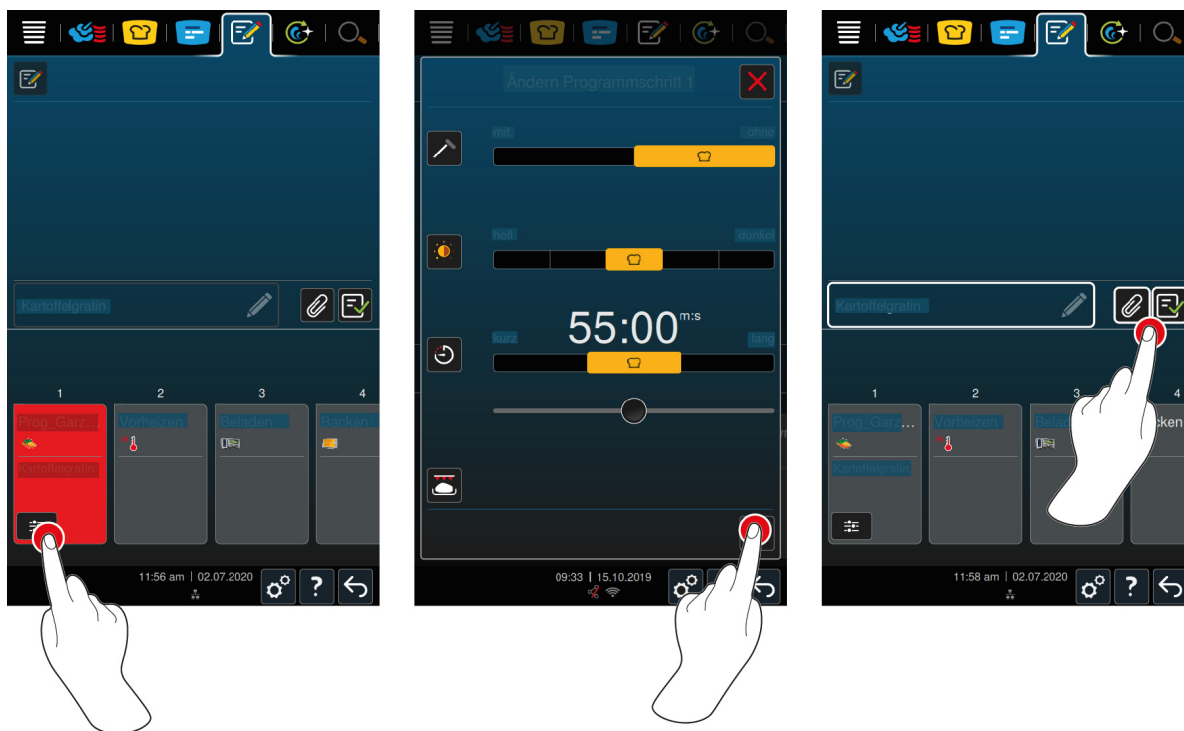 Kartoffelgratin
1 2 3 4
Prog_Garz... Vorheizen Beladen Backen
Kartoffelgratin
11:56 am | 02.07.2020
?
Ändern Programmschritt 1
mit ohne
hell dunkel
55:00 m:s
kurz lang
09:33 | 15.10.2019
Kartoffelgratin
1 2 3 4
Prog_Garz... Vorheizen Bela cken
Kartoffelgratin
11:58 am | 02.07.2020
?